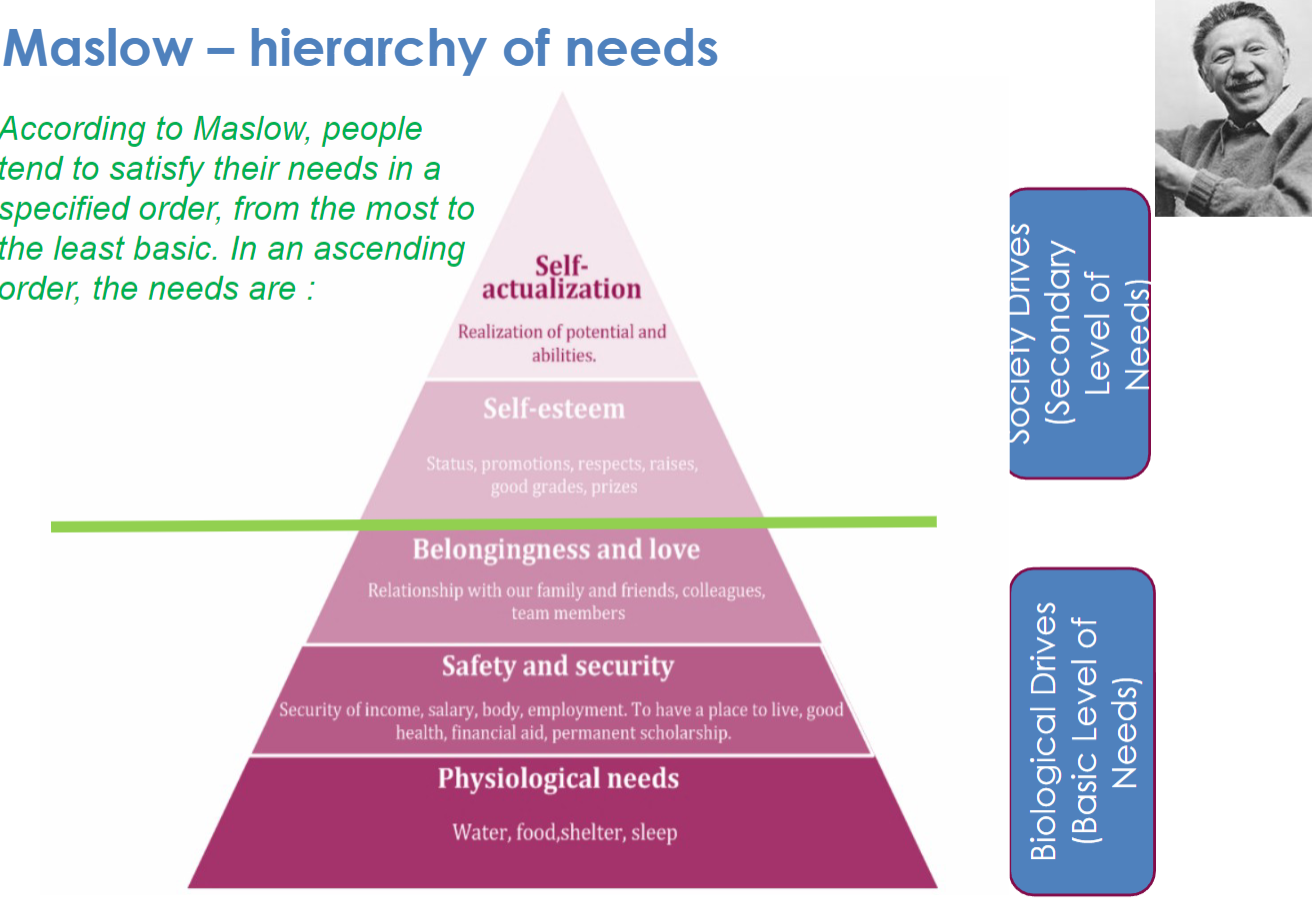 Maslow – hierarchy of needs
According to Maslow, people
tend to satisfy their needs in a
specified order, from the most to
the least basic. In an ascending
order, the needs are :
Self-
actualization
Realization of potential and
abilities.
Self-esteem
Status, promotions, respects, raises,
good grades, prizes
Belongingness and love
Relationship with our family and friends, colleagues,
team members
Safety and security
Security of income, salary, body, employment. To have a place to live, good
health, financial aid, permanent scholarship.
Physiological needs
Water, food,shelter, sleep
Society Drives
(Secondary
Level of
Needs)
Biological Drives
(Basic Level of
Needs)